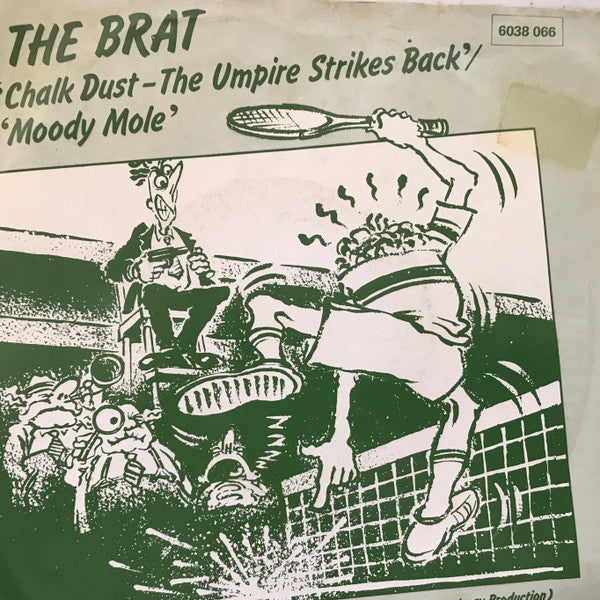 THE BRAT
6038 066
‘Chalk Dust – The Umpire Strikes Back’/
‘Moody Mole’
Production)